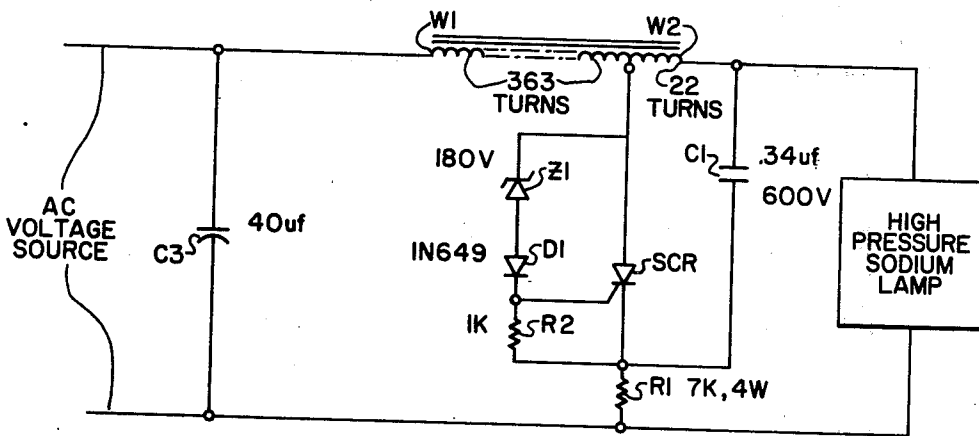 W1
W2
363
TURNS
22
TURNS
180V
Z1
C1
.34uf
600V
AC
VOLTAGE
SOURCE
C3
40uf
1N649
D1
SCR
HIGH
PRESSURE
SODIUM
LAMP
1K
R2
R1 7K, 4W